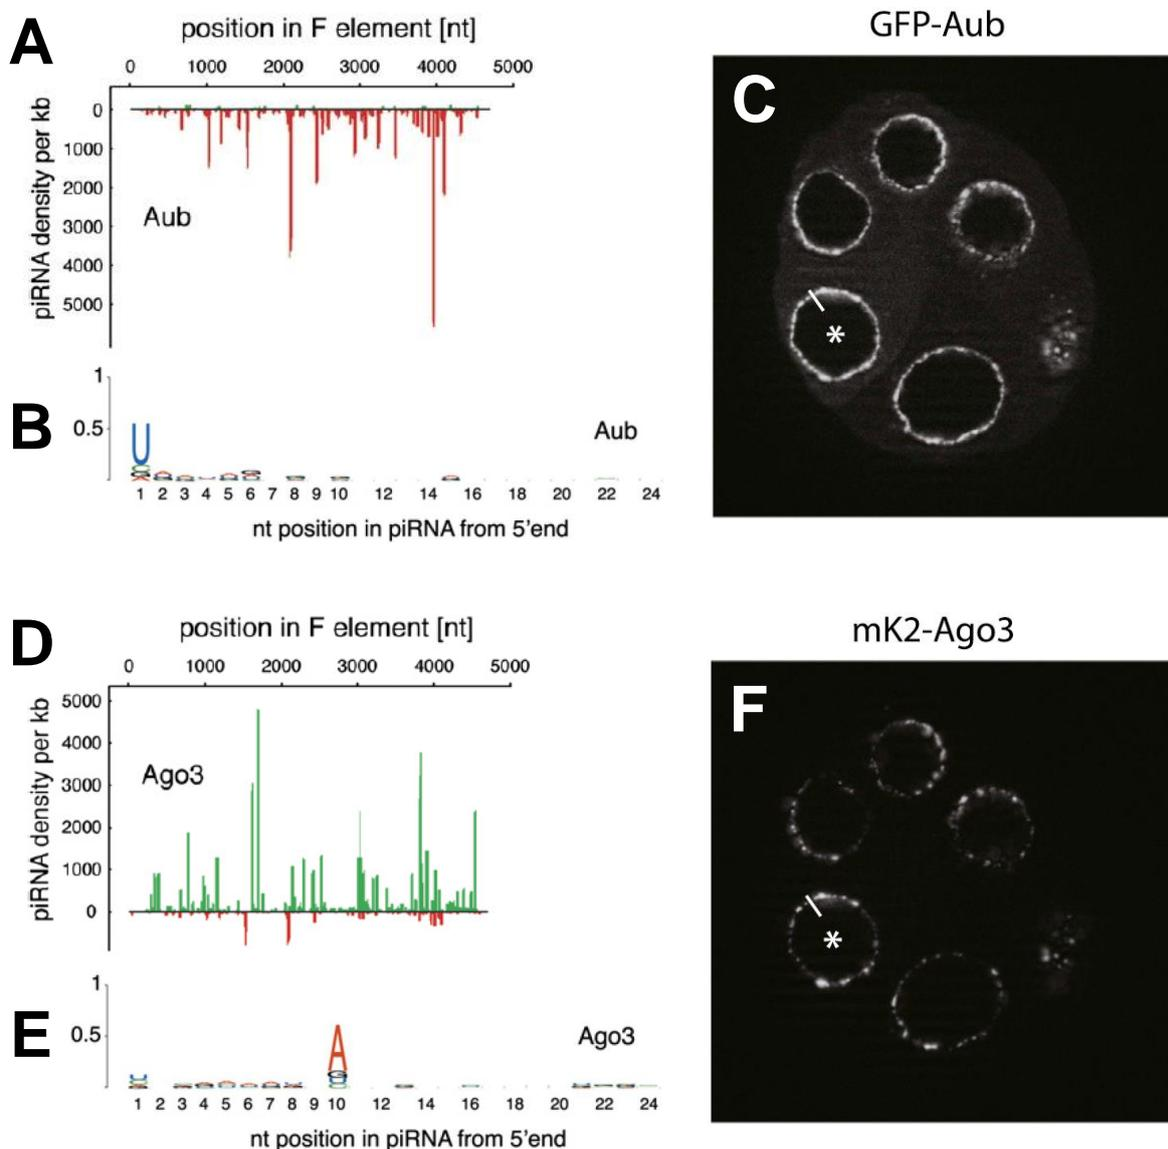 A
position in F element [nt]
0 1000 2000 3000 4000 5000
piRNA density per kb
0
1000
2000
3000
4000
5000
Aub
B
1
0.5
U
Aub
1 2 3 4 5 6 7 8 9 10 12 14 16 18 20 22 24
nt position in piRNA from 5'end
GFP-Aub
C
*
D
position in F element [nt]
0 1000 2000 3000 4000 5000
piRNA density per kb
5000
4000
3000
2000
1000
0
Ago3
E
1
0.5
A
Ago3
1 2 3 4 5 6 7 8 9 10 12 14 16 18 20 22 24
nt position in piRNA from 5'end
mK2-Ago3
F
*